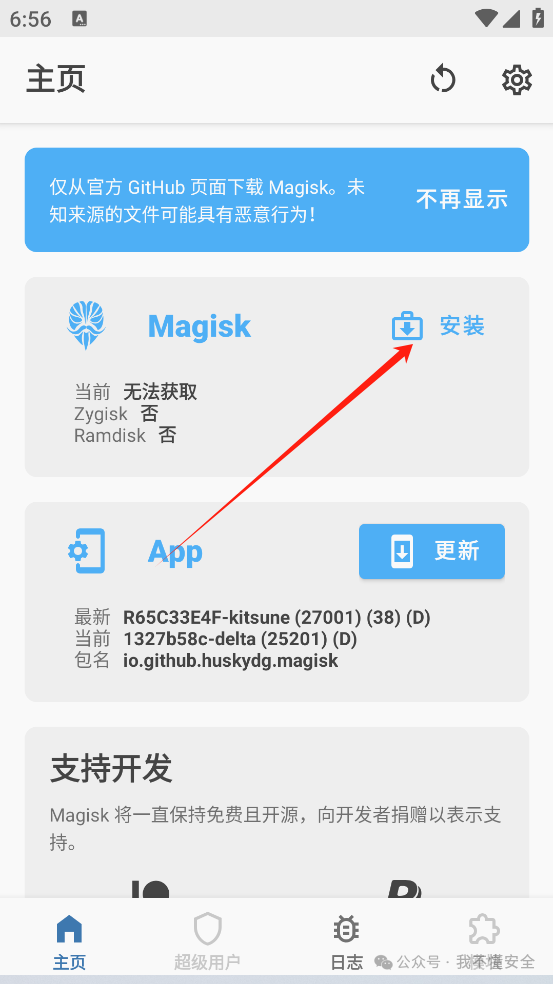 6:56 A
主页
仅从官方 GitHub 页面下载 Magisk。未
知来源的文件可能具有恶意行为！
不再显示
Magisk
安装
当前 无法获取
Zygisk 否
Ramdisk 否
App
更新
最新 R65C33E4F-kitsune (27001) (38) (D)
当前 1327b58c-delta (25201) (D)
包名 io.github.huskydg.magisk
支持开发
Magisk 将一直保持免费且开源，向开发者捐赠以表示支
持。
主页
超级用户
日志
公众号 · 我不懂安全